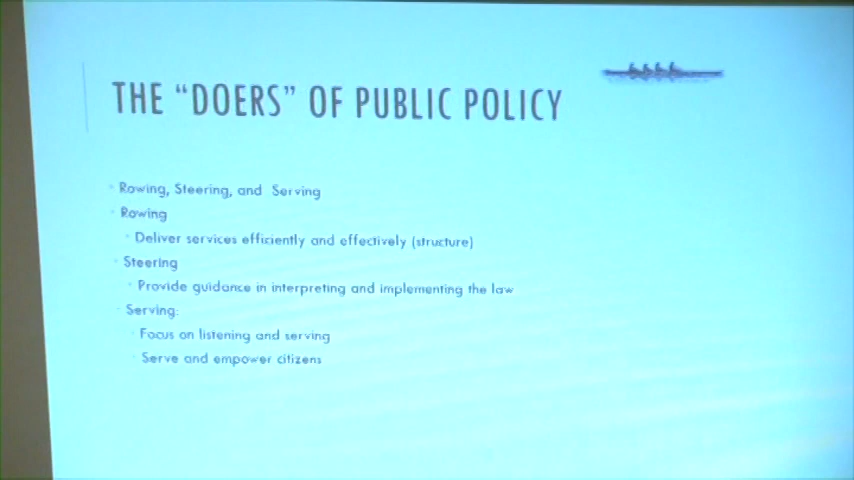 THE “DOERS” OF PUBLIC POLICY
Rowing, Steering, and Serving
Rowing
Deliver services efficiently and effectively (structure)
Steering
Provide guidance in interpreting and implementing the law
Serving:
Focus on listening and serving
Serve and empower citizens